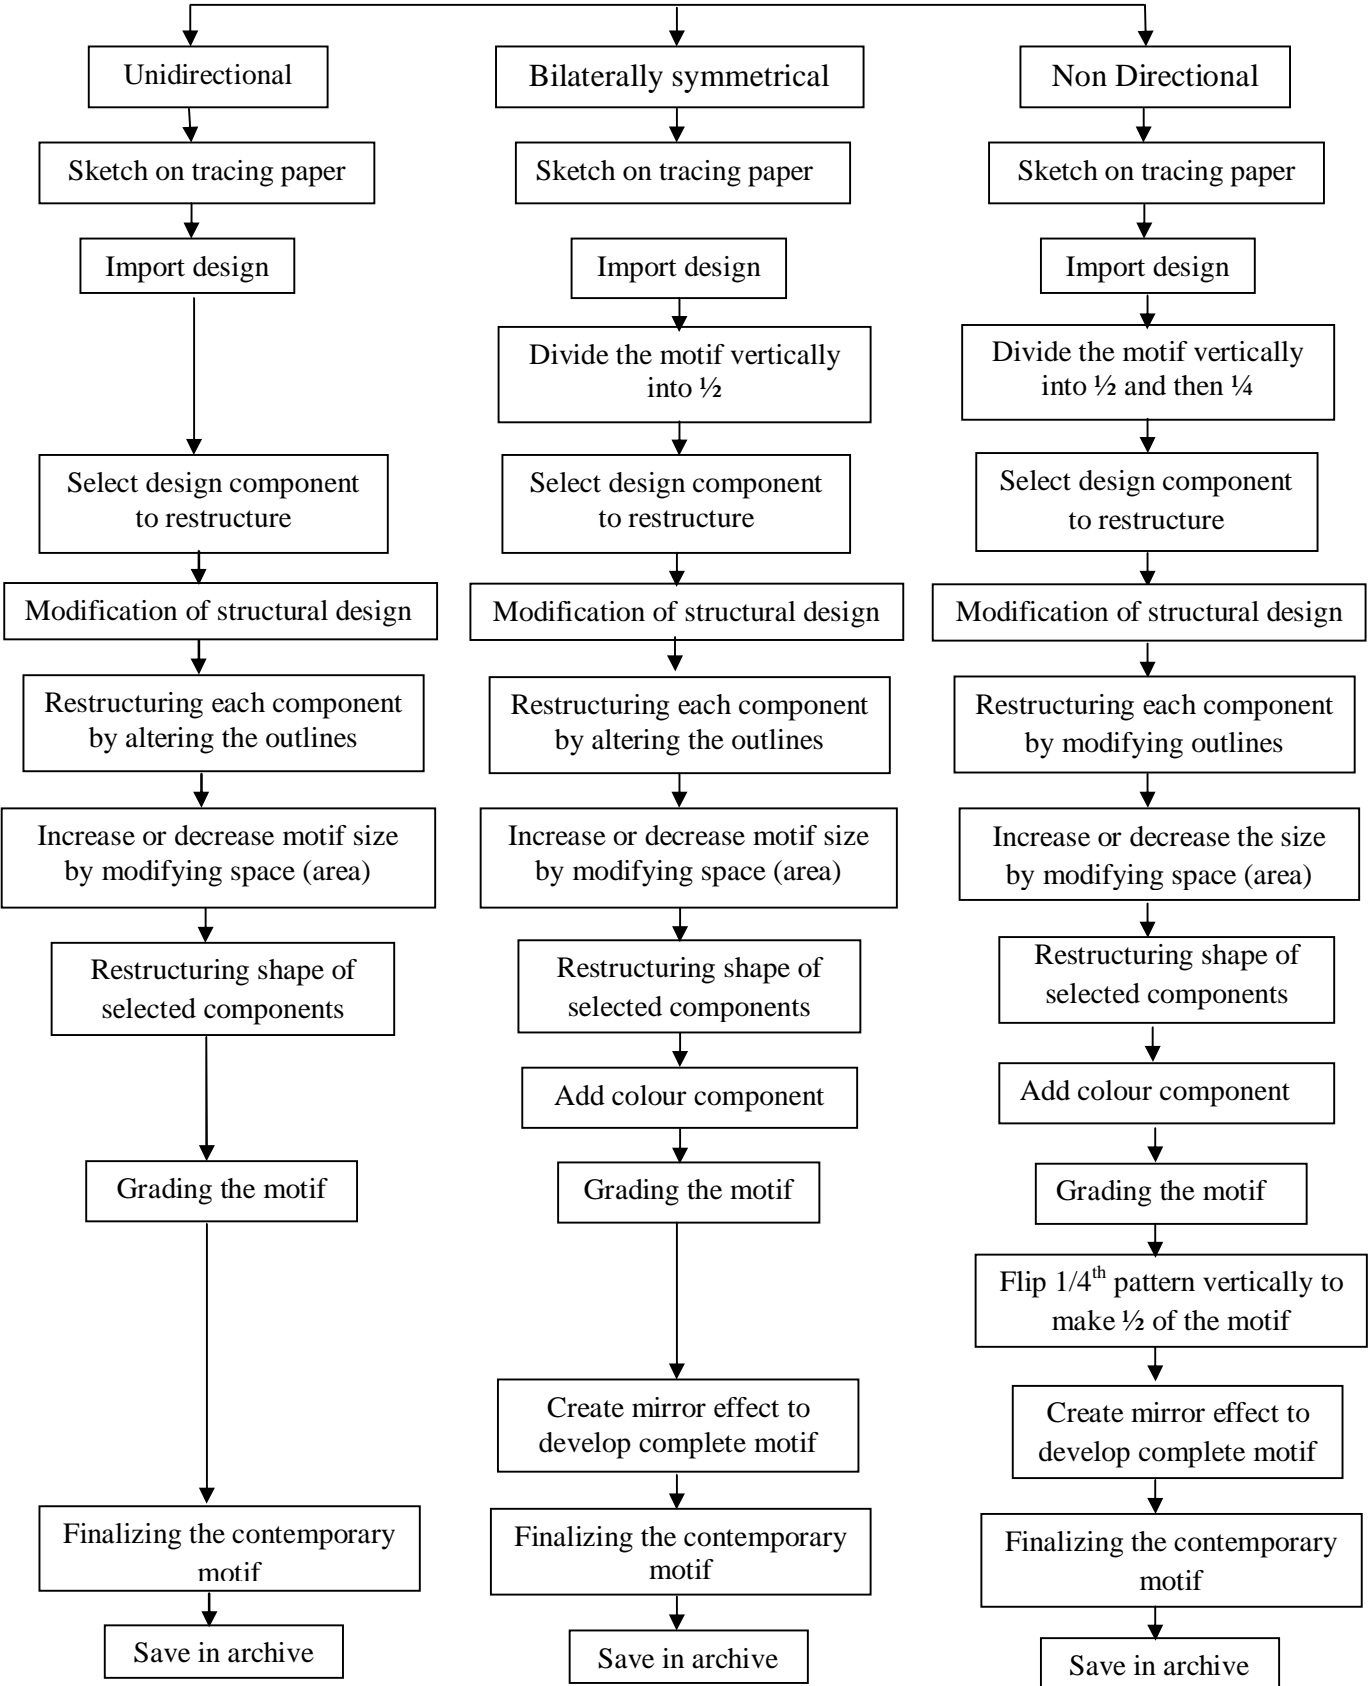 Unidirectional
Sketch on tracing paper
Import design
Select design component
to restructure
Modification of structural design
Restructuring each component
by altering the outlines
Increase or decrease motif size
by modifying space (area)
Restructuring shape of
selected components
Grading the motif
Finalizing the contemporary
motif
Save in archive
Bilaterally symmetrical
Sketch on tracing paper
Import design
Divide the motif vertically
into ½
Select design component
to restructure
Modification of structural design
Restructuring each component
by altering the outlines
Increase or decrease motif size
by modifying space (area)
Restructuring shape of
selected components
Add colour component
Grading the motif
Create mirror effect to
develop complete motif
Finalizing the contemporary
motif
Save in archive
Non Directional
Sketch on tracing paper
Import design
Divide the motif vertically
into ½ and then ¼
Select design component
to restructure
Modification of structural design
Restructuring each component
by modifying outlines
Increase or decrease the size
by modifying space (area)
Restructuring shape of
selected components
Add colour component
Grading the motif
Flip 1/4th pattern vertically to
make ½ of the motif
Create mirror effect to
develop complete motif
Finalizing the contemporary
motif
Save in archive